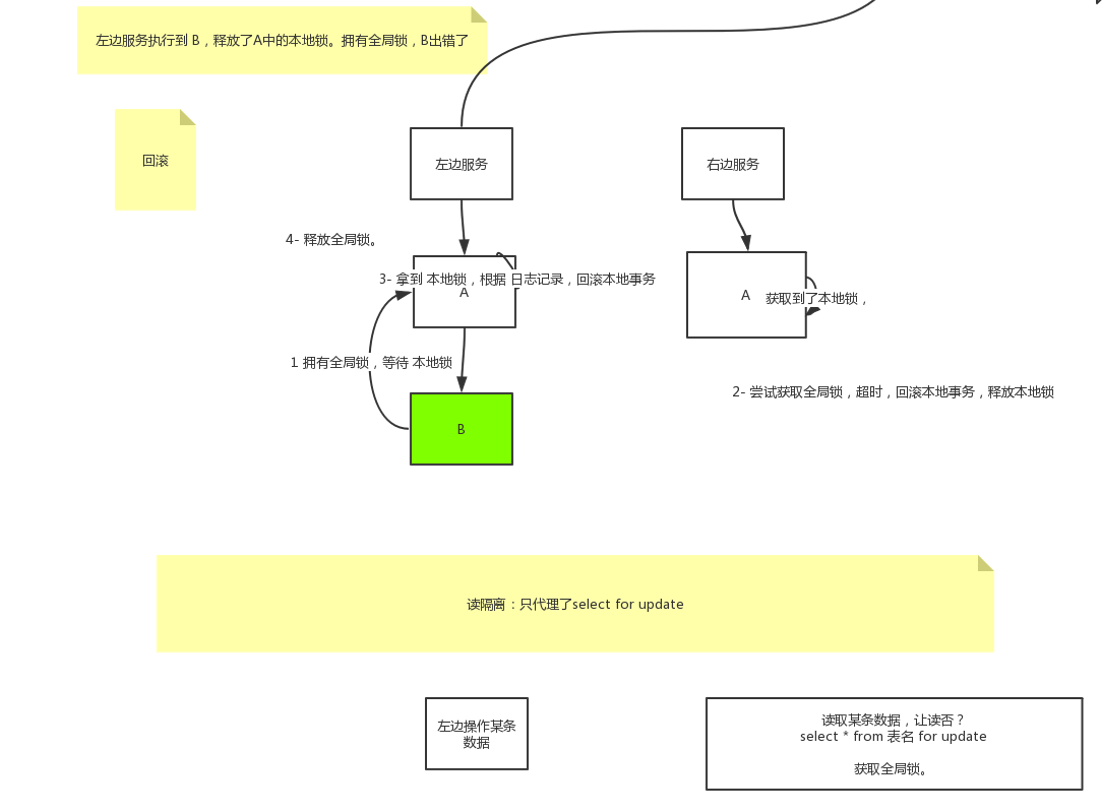 左边服务执行到 B，释放了A中的本地锁。拥有全局锁，B出错了
回滚
左边服务
右边服务
4- 释放全局锁。
3- 拿到 本地锁，根据 日志记录，回滚本地事务
A
A
获取到了本地锁，
1 拥有全局锁，等待 本地锁
2- 尝试获取全局锁，超时，回滚本地事务，释放本地锁
B
读隔离：只代理了select for update
左边操作某条
数据
读取某条数据，让读否？
select * from 表名 for update
获取全局锁。